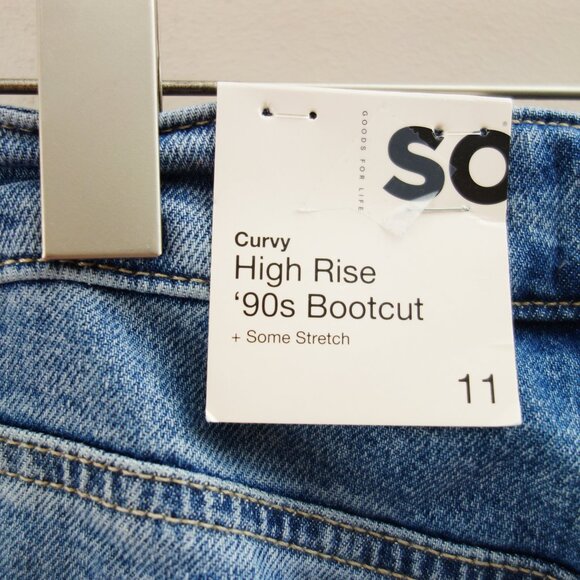 GOODS FOR LIFE
SO
Curvy
High Rise
‘90s Bootcut
+ Some Stretch
11